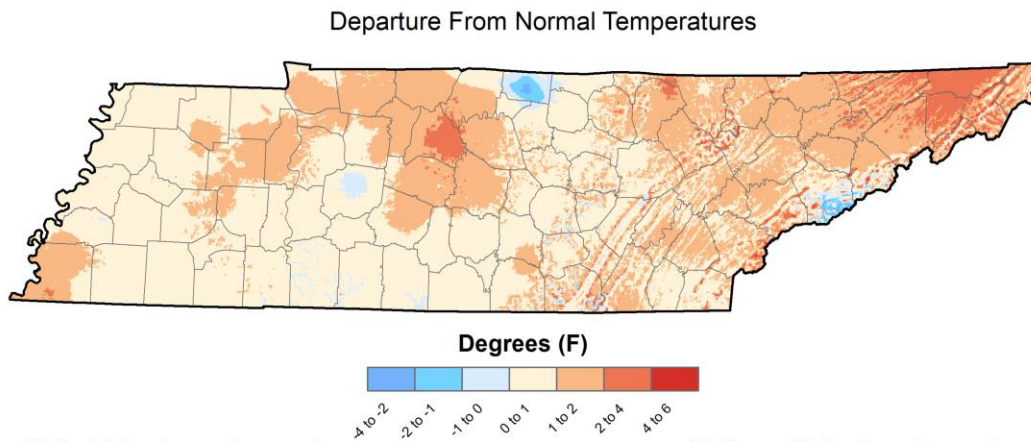 Departure From Normal Temperatures
Degrees (F)
-4 to -2
-2 to -1
-1 to 0
0 to 1
1 to 2
2 to 4
4 to 6